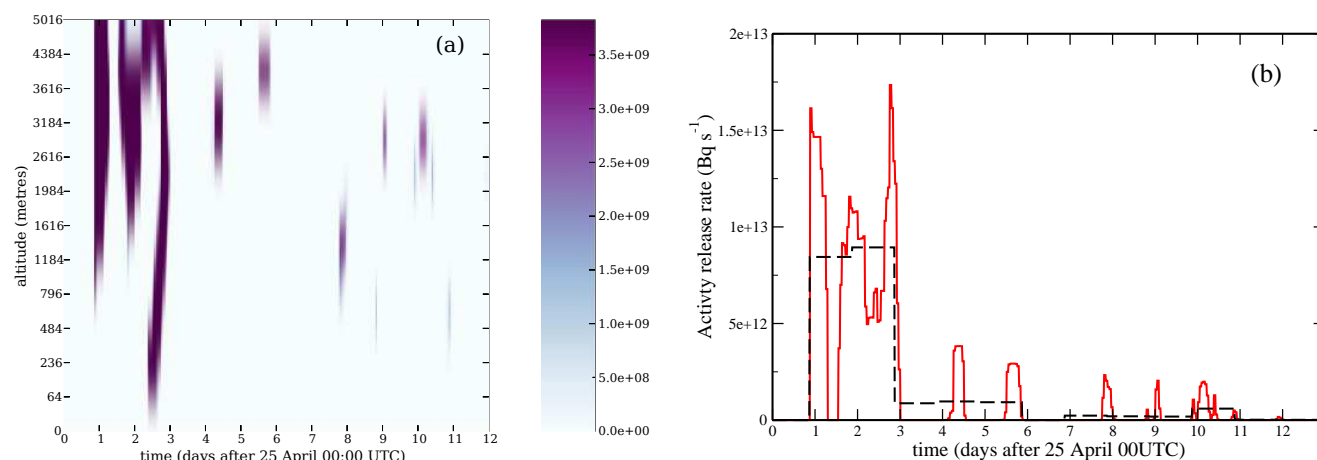 (a)
altitude (metres)
5016
4384
3616
3184
2616
1984
1616
1184
796
484
236
64
0
0 1 2 3 4 5 6 7 8 9 10 11 12
time (days after 25 April 00:00 UTC)
3.5e+09
3.0e+09
2.5e+09
2.0e+09
1.5e+09
1.0e+09
5.0e+08
0.0e+00
(b)
Activty release rate (Bq s⁻¹)
2e+13
1.5e+13
1e+13
5e+12
0
0 1 2 3 4 5 6 7 8 9 10 11 12
time (days after 25 April 00UTC)